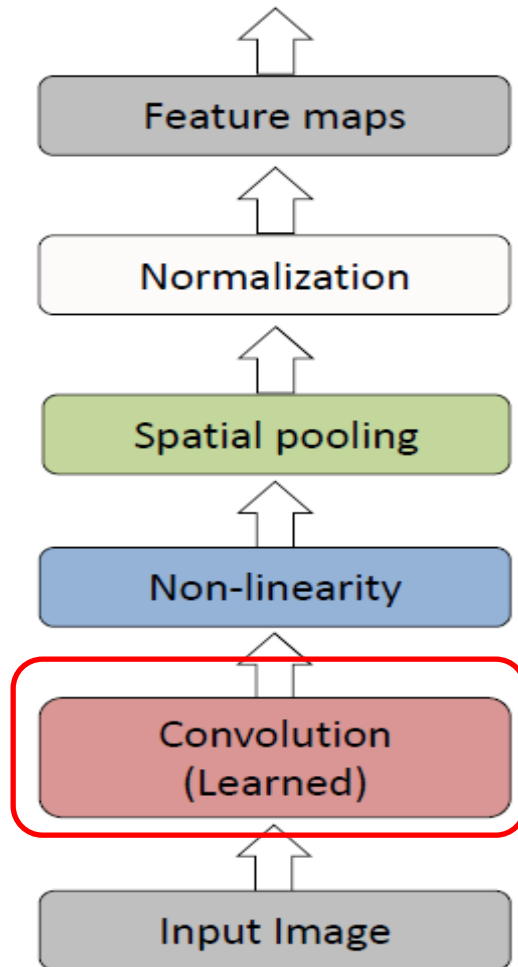 Feature maps
Normalization
Spatial pooling
Non-linearity
Convolution
(Learned)
Input Image